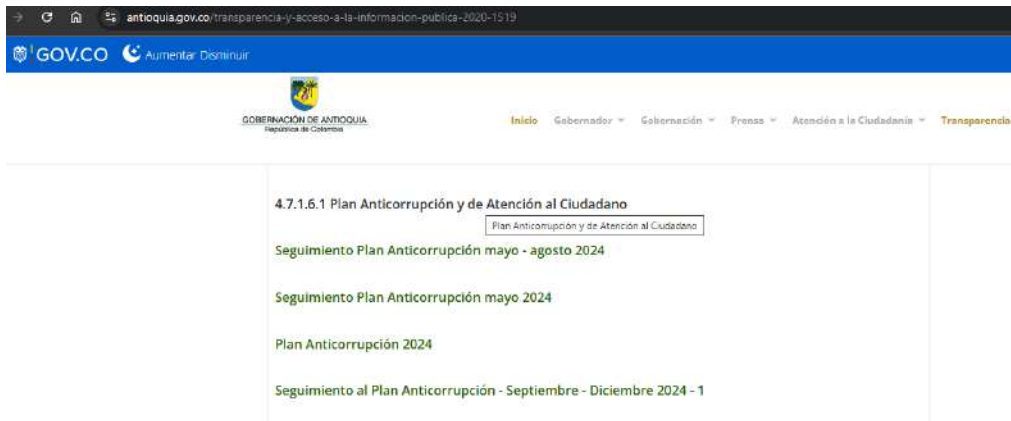 antioquia.gov.co/transparencia-y-acceso-a-la-informacion-publica-2020-1519
GOV.CO Aumentar Disminuir
GOBERNACIÓN DE ANTIOQUIA
República de Colombia
Inicio Gobernador Gobernación Prensa Atención a la Ciudadanía Transparencia
4.7.1.6.1 Plan Anticorrupción y de Atención al Ciudadano
Plan Anticorrupción y de Atención al Ciudadano
Seguimiento Plan Anticorrupción mayo - agosto 2024
Seguimiento Plan Anticorrupción mayo 2024
Plan Anticorrupción 2024
Seguimiento al Plan Anticorrupción - Septiembre - Diciembre 2024 - 1